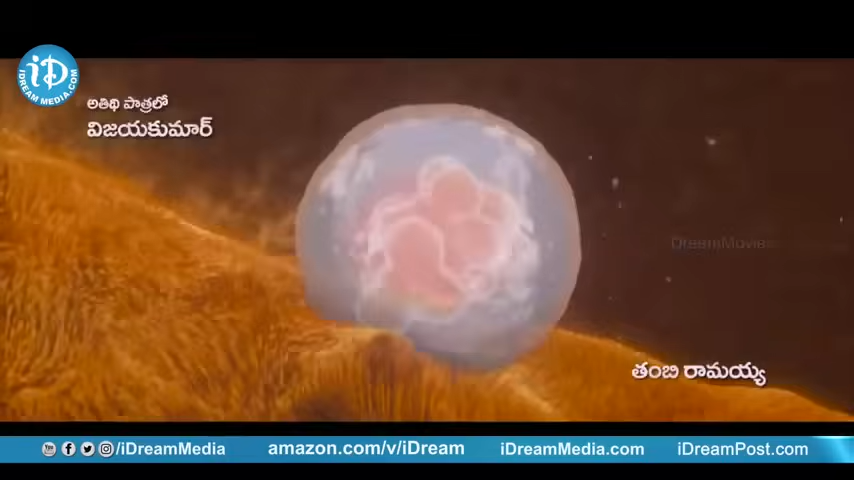 iD
iDREAM MEDIA.COM
అతిథి పాత్రలో
విజయకుమార్
iDreamMovies
తంబి రామయ్య
/iDreamMedia
amazon.com/v/iDream
iDreamMedia.com
iDreamPost.com